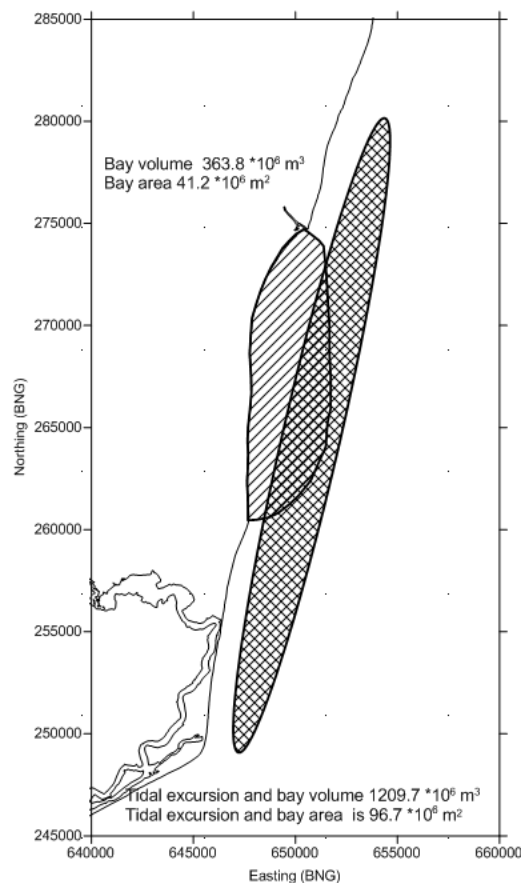 285000
280000
Bay volume 363.8 *10⁶ m³
Bay area 41.2 *10⁶ m²
275000
270000
Northing (BNG)
265000
260000
255000
250000
Tidal excursion and bay volume 1209.7 *10⁶ m³
Tidal excursion and bay area is 96.7 *10⁶ m²
245000
640000 645000 650000 655000 660000
Easting (BNG)